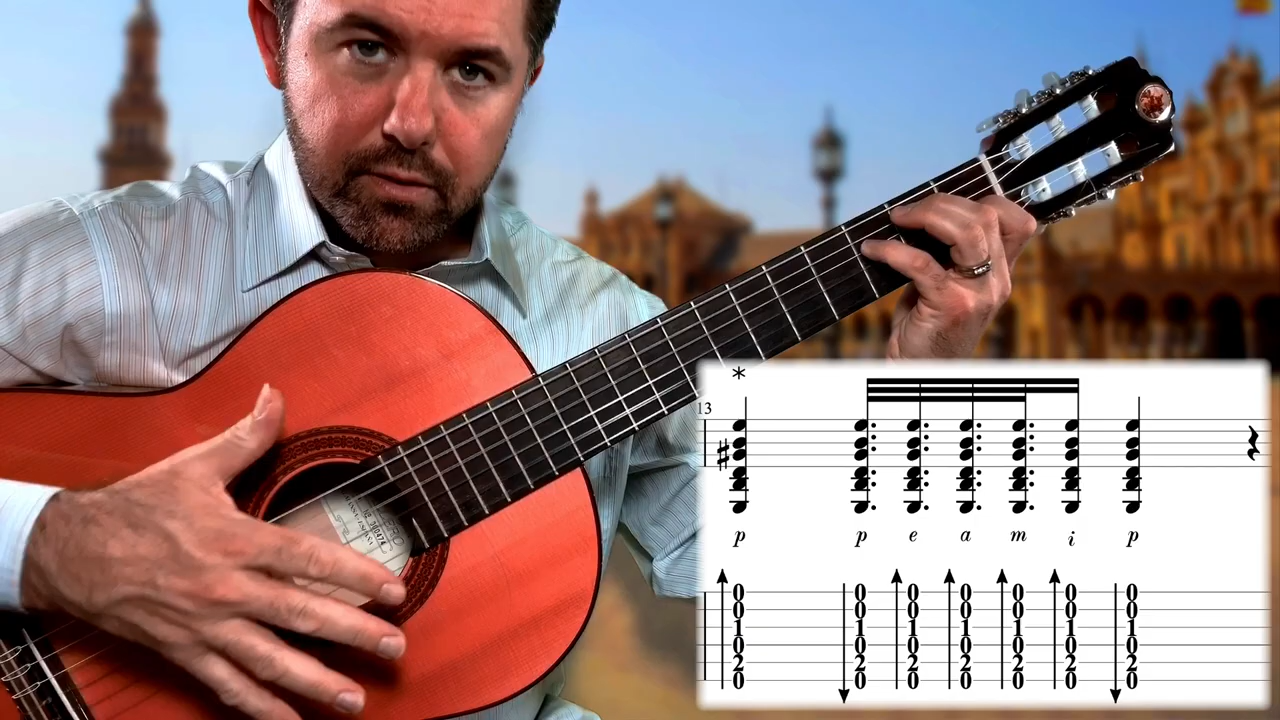 *
13
p p e a m i p
0 0 0 0 0 0 0
0 0 0 0 0 0 0
1 1 1 1 1 1 1
0 0 0 0 0 0 0
2 2 2 2 2 2 2
0 0 0 0 0 0 0